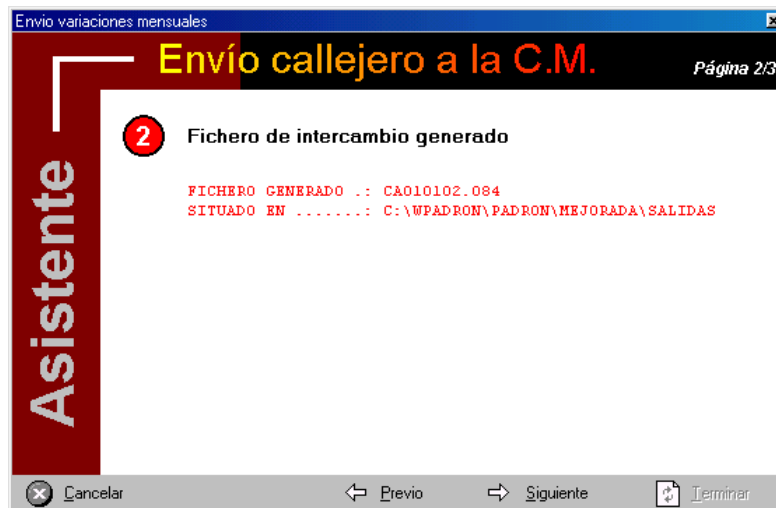 Envio variaciones mensuales
Envío callejero a la C.M.
Página 2/3
Asistente
2 Fichero de intercambio generado
FICHERO GENERADO .: CA010102.084
SITUADO EN .......: C:\WPADRON\PADRON\MEJORADA\SALIDAS
Cancelar Previo Siguiente Terminar